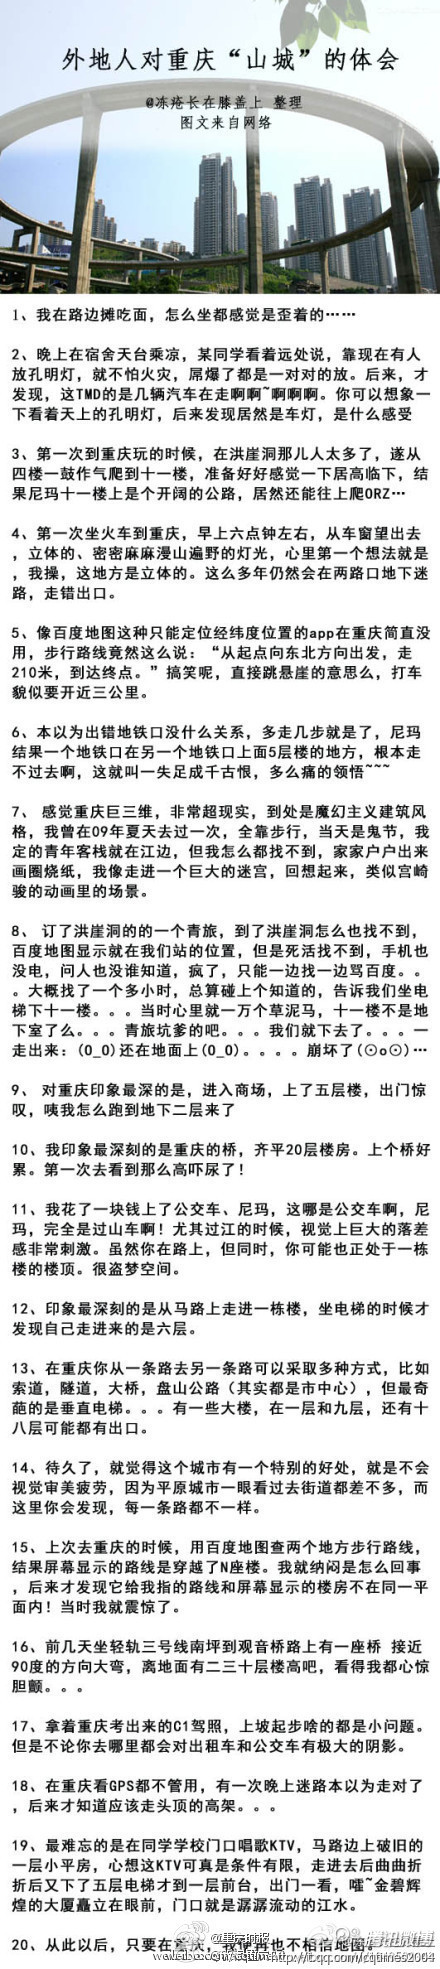 外地人对重庆“山城”的体会
@冻疮长在膝盖上 整理
图文来自网络
1、我在路边摊吃面，怎么坐都感觉是歪着的……
2、晚上在宿舍天台乘凉，某同学看着远处说，靠现在有人
放孔明灯，就不怕火灾，屌爆了都是一对对的放。后来，才
发现，这TMD的是几辆汽车在走啊啊~啊啊啊。你可以想象一
下看着天上的孔明灯，后来发现居然是车灯，是什么感受
3、第一次到重庆玩的时候，在洪崖洞那儿人太多了，遂从
四楼一鼓作气爬到十一楼，准备好好感觉一下居高临下，结
果尼玛十一楼上是个开阔的公路，居然还能往上爬ORZ…
4、第一次坐火车到重庆，早上六点钟左右，从车窗望出去
，立体的、密密麻麻漫山遍野的灯光，心里第一个想法就是
，我操，这地方是立体的。这么多年仍然会在两路口地下迷
路，走错出口。
5、像百度地图这种只能定位经纬度位置的app在重庆简直没
用，步行路线竟然这么说：“从起点向东北方向出发，走
210米，到达终点。”搞笑呢，直接跳悬崖的意思么，打车
貌似要开近三公里。
6、本以为出错地铁口没什么关系，多走几步就是了，尼玛
结果一个地铁口在另一个地铁口上面5层楼的地方，根本走
不过去啊，这就叫一失足成千古恨，多么痛的领悟~~~
7、 感觉重庆巨三维，非常超现实，到处是魔幻主义建筑风
格，我曾在09年夏天去过一次，全靠步行，当天是鬼节，我
定的青年客栈就在江边，但我怎么都找不到，家家户户出来
画圈烧纸，我像走进一个巨大的迷宫，回想起来，类似宫崎
骏的动画里的场景。
8、 订了洪崖洞的的一个青旅，到了洪崖洞怎么也找不到，
百度地图显示就在我们站的位置，但是死活找不到，手机也
没电，问人也没谁知道，疯了，只能一边找一边骂百度。。
。大概找了一个多小时，总算碰上个知道的，告诉我们坐电
梯下十一楼。。。当时心里就一万个草泥马，十一楼不是地
下室了么。。。青旅坑爹的吧。。。我们就下去了。。。一
走出来：(0_0)还在地面上(0_0)。。。。崩坏了(⊙o⊙)…
9、 对重庆印象最深的是，进入商场，上了五层楼，出门惊
叹，咦我怎么跑到地下二层来了
10、我印象最深刻的是重庆的桥，齐平20层楼房。上个桥好
累。第一次去看到那么高吓尿了！
11、我花了一块钱上了公交车、尼玛，这哪是公交车啊，尼
玛，完全是过山车啊！尤其过江的时候，视觉上巨大的落差
感非常刺激。虽然你在路上，但同时，你可能也正处于一栋
楼的楼顶。很盗梦空间。
12、印象最深刻的是从马路上走进一栋楼，坐电梯的时候才
发现自己走进来的是六层。
13、在重庆你从一条路去另一条路可以采取多种方式，比如
索道，隧道，大桥，盘山公路（其实都是市中心），但最奇
葩的是垂直电梯。。。有一些大楼，在一层和九层，还有十
八层可能都有出口。
14、待久了，就觉得这个城市有一个特别的好处，就是不会
视觉审美疲劳，因为平原城市一眼看过去街道都差不多，而
这里你会发现，每一条路都不一样。
15、上次去重庆的时候，用百度地图查两个地方步行路线，
结果屏幕显示的路线是穿越了N座楼。我就纳闷是怎么回事
，后来才发现它给我指的路线和屏幕显示的楼房不在同一平
面内！当时我就震惊了。
16、前几天坐轻轨三号线南坪到观音桥路上有一座桥 接近
90度的方向大弯，离地面有二三十层楼高吧，看得我都心惊
胆颤。。。
17、拿着重庆考出来的C1驾照，上坡起步啥的都是小问题。
但是不论你去哪里都会对出租车和公交车有极大的阴影。
18、在重庆看GPS都不管用，有一次晚上迷路本以为走对了
，后来才知道应该走头顶的高架。。。
19、最难忘的是在同学学校门口唱歌KTV，马路边上破旧的
一层小平房，心想这KTV可真是条件有限，走进去后曲曲折
折后又下了五层电梯才到一层前台，出门一看，嚯~金碧辉
煌的大厦矗立在眼前，门口就是潺潺流动的江水。
20、从此以后，只要在重庆，我便再也不相信地图。
腾讯微博
http://t.qq.com/cqtimes2004